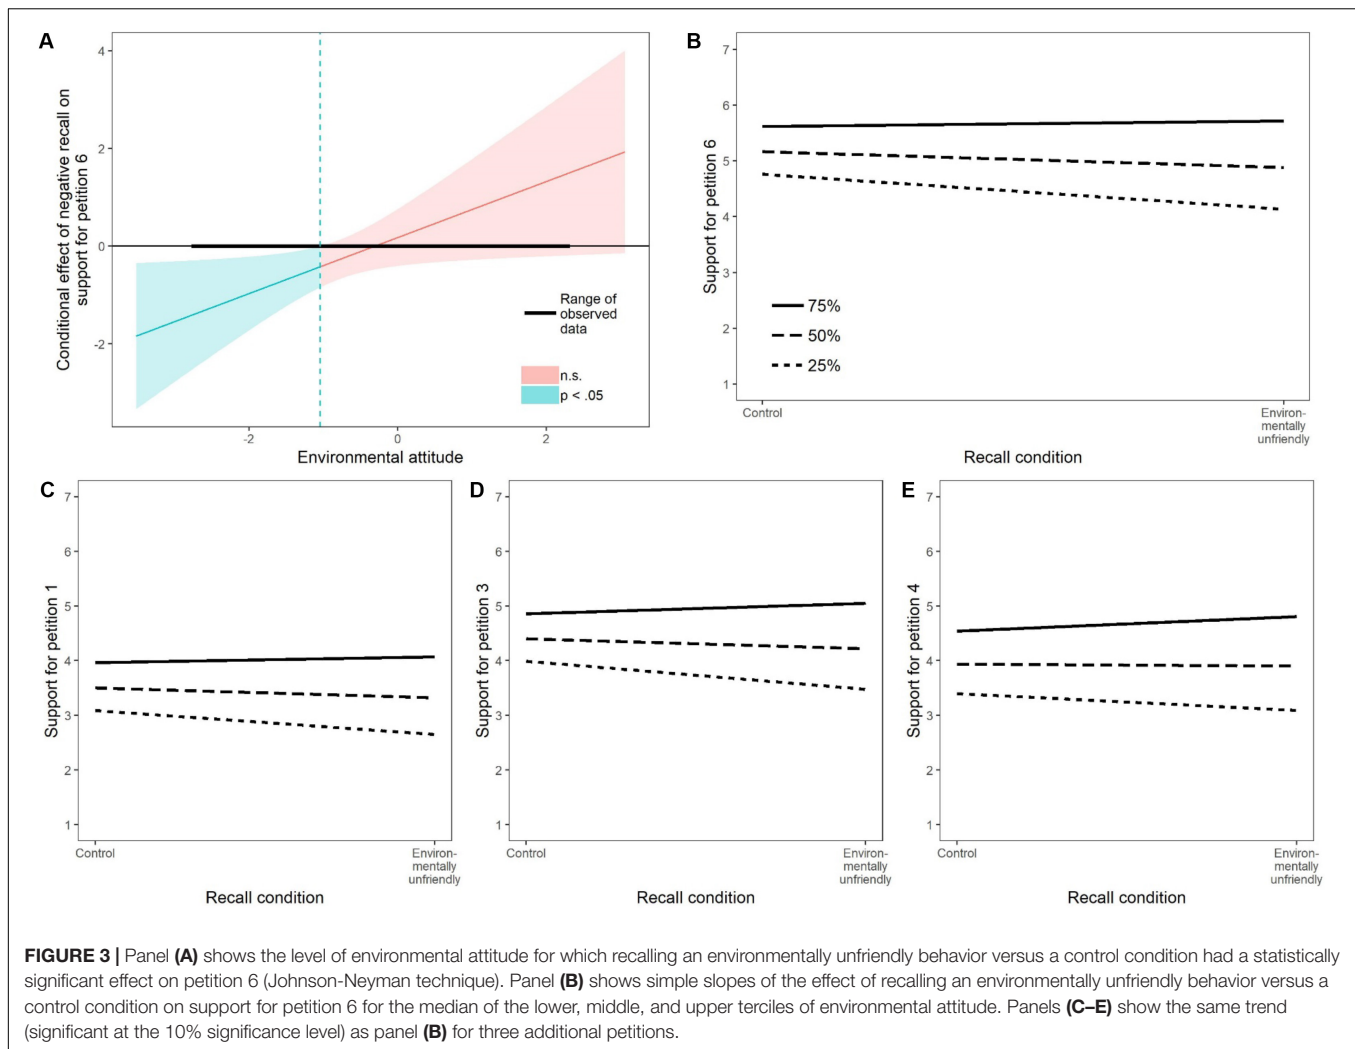 A
Conditional effect of negative recall on
support for petition 6
4
2
0
-2
-2
0
2
Environmental attitude
Range of
observed
data
n.s.
p < .05
B
Support for petition 6
7
6
5
4
3
2
1
75%
50%
25%
Control
Environ-
mentally
unfriendly
Recall condition
C
Support for petition 1
7
6
5
4
3
2
1
Control
Environ-
mentally
unfriendly
Recall condition
D
Support for petition 3
7
6
5
4
3
2
1
Control
Environ-
mentally
unfriendly
Recall condition
E
Support for petition 4
7
6
5
4
3
2
1
Control
Environ-
mentally
unfriendly
Recall condition
FIGURE 3 | Panel (A) shows the level of environmental attitude for which recalling an environmentally unfriendly behavior versus a control condition had a statistically
significant effect on petition 6 (Johnson-Neyman technique). Panel (B) shows simple slopes of the effect of recalling an environmentally unfriendly behavior versus a
control condition on support for petition 6 for the median of the lower, middle, and upper terciles of environmental attitude. Panels (C–E) show the same trend
(significant at the 10% significance level) as panel (B) for three additional petitions.